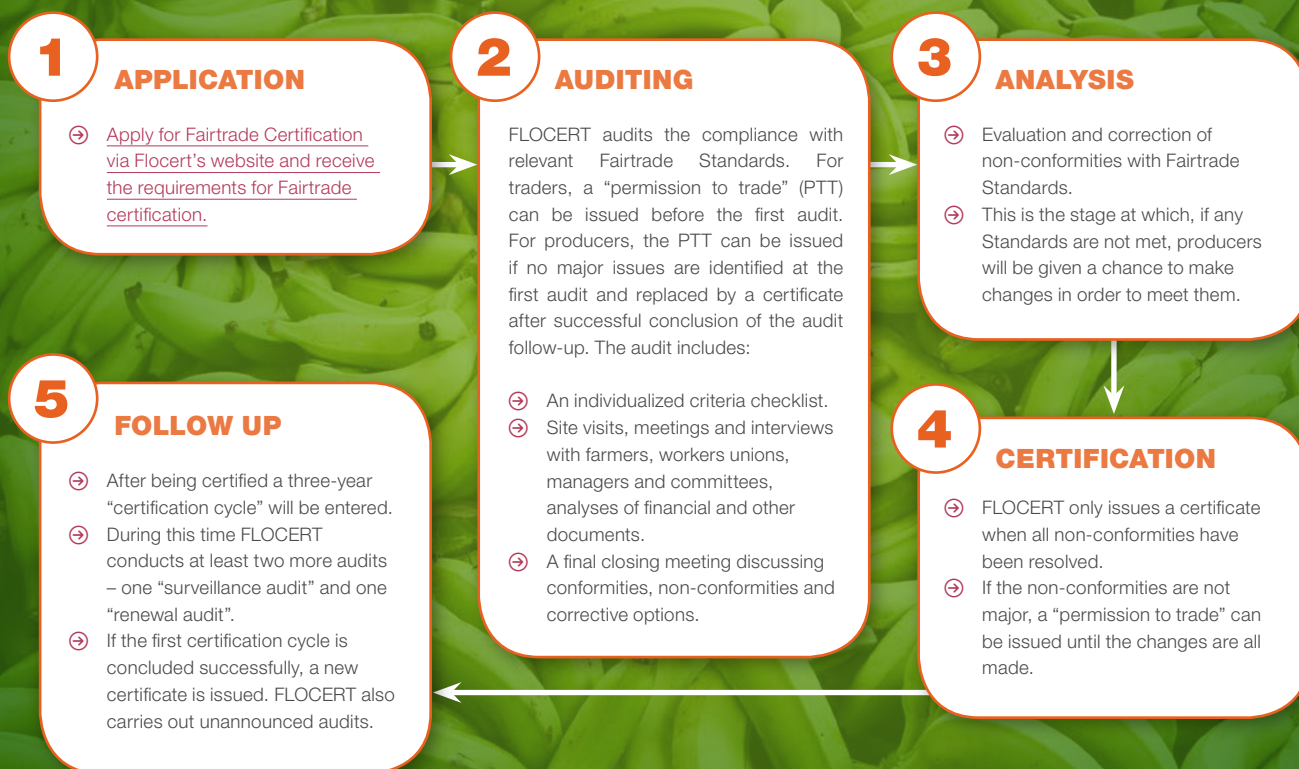 1
APPLICATION
Apply for Fairtrade Certification
via Flocert's website and receive
the requirements for Fairtrade
certification.
2
AUDITING
FLOCERT audits the compliance with
relevant Fairtrade Standards. For
traders, a “permission to trade” (PTT)
can be issued before the first audit.
For producers, the PTT can be issued
if no major issues are identified at the
first audit and replaced by a certificate
after successful conclusion of the audit
follow-up. The audit includes:
An individualized criteria checklist.
Site visits, meetings and interviews
with farmers, workers unions,
managers and committees,
analyses of financial and other
documents.
A final closing meeting discussing
conformities, non-conformities and
corrective options.
3
ANALYSIS
Evaluation and correction of
non-conformities with Fairtrade
Standards.
This is the stage at which, if any
Standards are not met, producers
will be given a chance to make
changes in order to meet them.
4
CERTIFICATION
FLOCERT only issues a certificate
when all non-conformities have
been resolved.
If the non-conformities are not
major, a “permission to trade” can
be issued until the changes are all
made.
5
FOLLOW UP
After being certified a three-year
“certification cycle” will be entered.
During this time FLOCERT
conducts at least two more audits
– one “surveillance audit” and one
“renewal audit”.
If the first certification cycle is
concluded successfully, a new
certificate is issued. FLOCERT also
carries out unannounced audits.